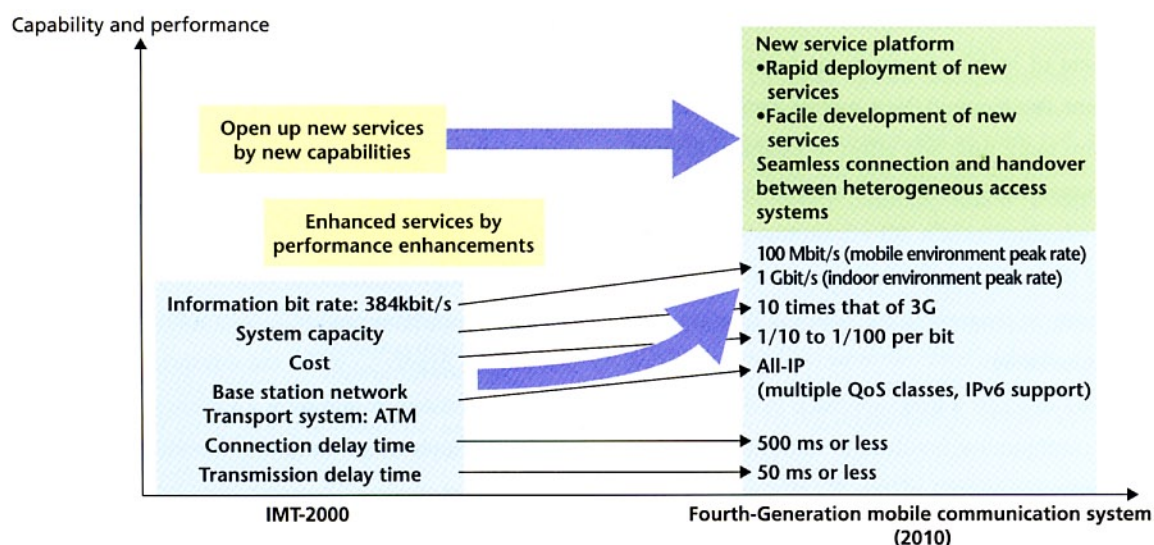 Capability and performance
Open up new services
by new capabilities
Enhanced services by
performance enhancements
New service platform
•Rapid deployment of new
services
•Facile development of new
services
Seamless connection and handover
between heterogeneous access
systems
Information bit rate: 384kbit/s
System capacity
Cost
Base station network
Transport system: ATM
Connection delay time
Transmission delay time
100 Mbit/s (mobile environment peak rate)
1 Gbit/s (indoor environment peak rate)
10 times that of 3G
1/10 to 1/100 per bit
All-IP
(multiple QoS classes, IPv6 support)
500 ms or less
50 ms or less
IMT-2000
Fourth-Generation mobile communication system
(2010)